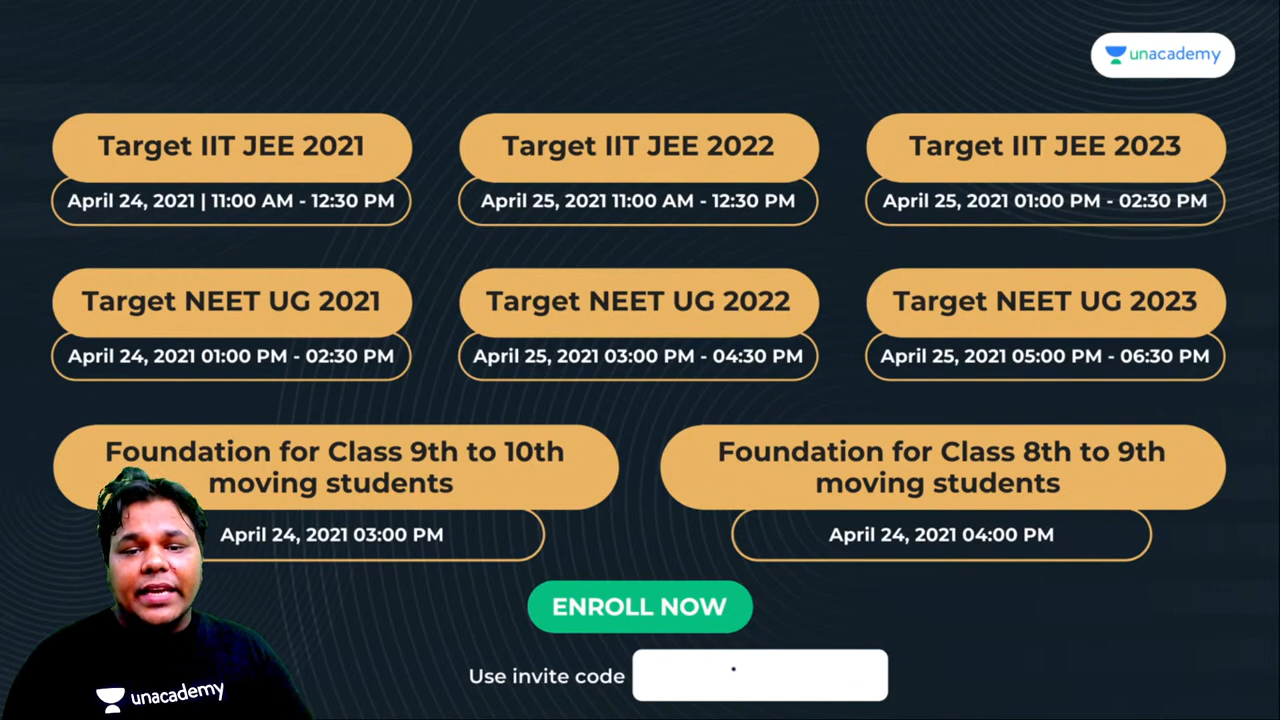 unacademy
Target IIT JEE 2021
April 24, 2021 | 11:00 AM - 12:30 PM
Target IIT JEE 2022
April 25, 2021 11:00 AM - 12:30 PM
Target IIT JEE 2023
April 25, 2021 01:00 PM - 02:30 PM
Target NEET UG 2021
April 24, 2021 01:00 PM - 02:30 PM
Target NEET UG 2022
April 25, 2021 03:00 PM - 04:30 PM
Target NEET UG 2023
April 25, 2021 05:00 PM - 06:30 PM
Foundation for Class 9th to 10th
moving students
April 24, 2021 03:00 PM
Foundation for Class 8th to 9th
moving students
April 24, 2021 04:00 PM
ENROLL NOW
Use invite code
unacademy